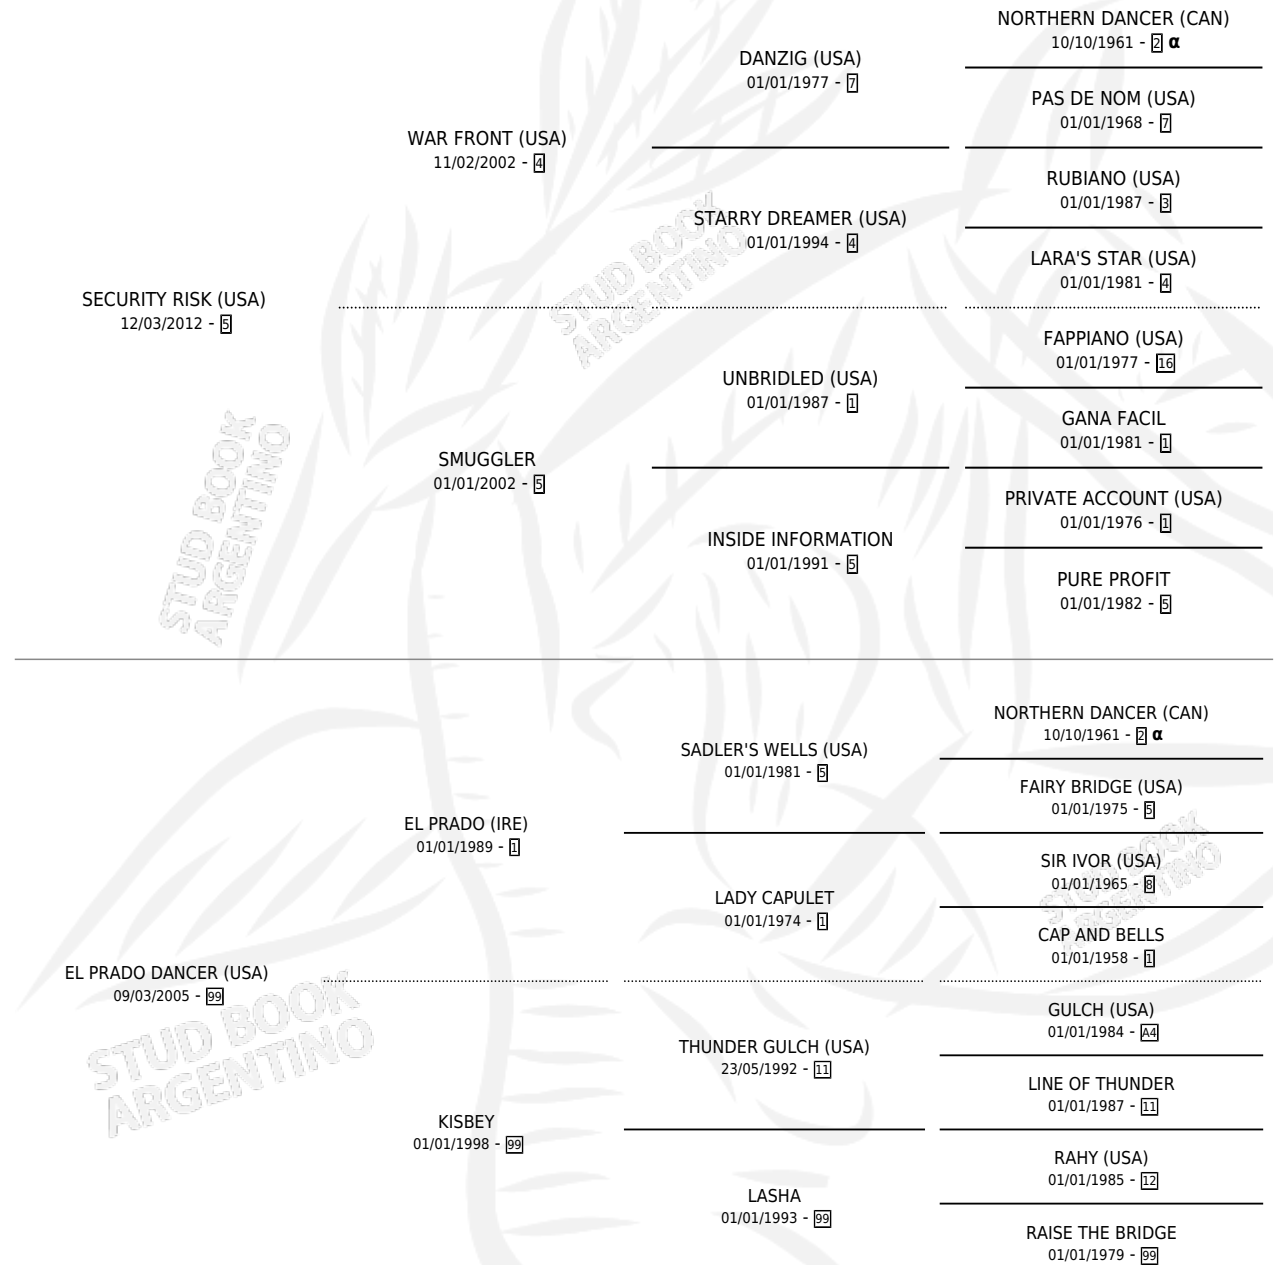 NORTHERN DANCER (CAN)
10/10/1961 - 2 α
DANZIG (USA)
01/01/1977 - 7
PAS DE NOM (USA)
01/01/1968 - 7
WAR FRONT (USA)
11/02/2002 - 4
RUBIANO (USA)
01/01/1987 - 3
STARRY DREAMER (USA)
01/01/1994 - 4
LARA'S STAR (USA)
01/01/1981 - 4
SECURITY RISK (USA)
12/03/2012 - 5
FAPPIANO (USA)
01/01/1977 - 16
UNBRIDLED (USA)
01/01/1987 - 1
GANA FACIL
01/01/1981 - 1
SMUGGLER
01/01/2002 - 5
PRIVATE ACCOUNT (USA)
01/01/1976 - 1
INSIDE INFORMATION
01/01/1991 - 5
PURE PROFIT
01/01/1982 - 5
NORTHERN DANCER (CAN)
10/10/1961 - 2 α
SADLER'S WELLS (USA)
01/01/1981 - 5
FAIRY BRIDGE (USA)
01/01/1975 - 5
EL PRADO (IRE)
01/01/1989 - 1
SIR IVOR (USA)
01/01/1965 - 8
LADY CAPULET
01/01/1974 - 1
CAP AND BELLS
01/01/1958 - 1
EL PRADO DANCER (USA)
09/03/2005 - 99
GULCH (USA)
01/01/1984 - A4
THUNDER GULCH (USA)
23/05/1992 - 11
LINE OF THUNDER
01/01/1987 - 11
KISBEY
01/01/1998 - 99
RAHY (USA)
01/01/1985 - 12
LASHA
01/01/1993 - 99
RAISE THE BRIDGE
01/01/1979 - 99
STUD BOOK
ARGENTINO
STUD BOOK
ARGENTINO
STUD BOOK
ARGENTINO
STUD BOOK
ARGENTINO